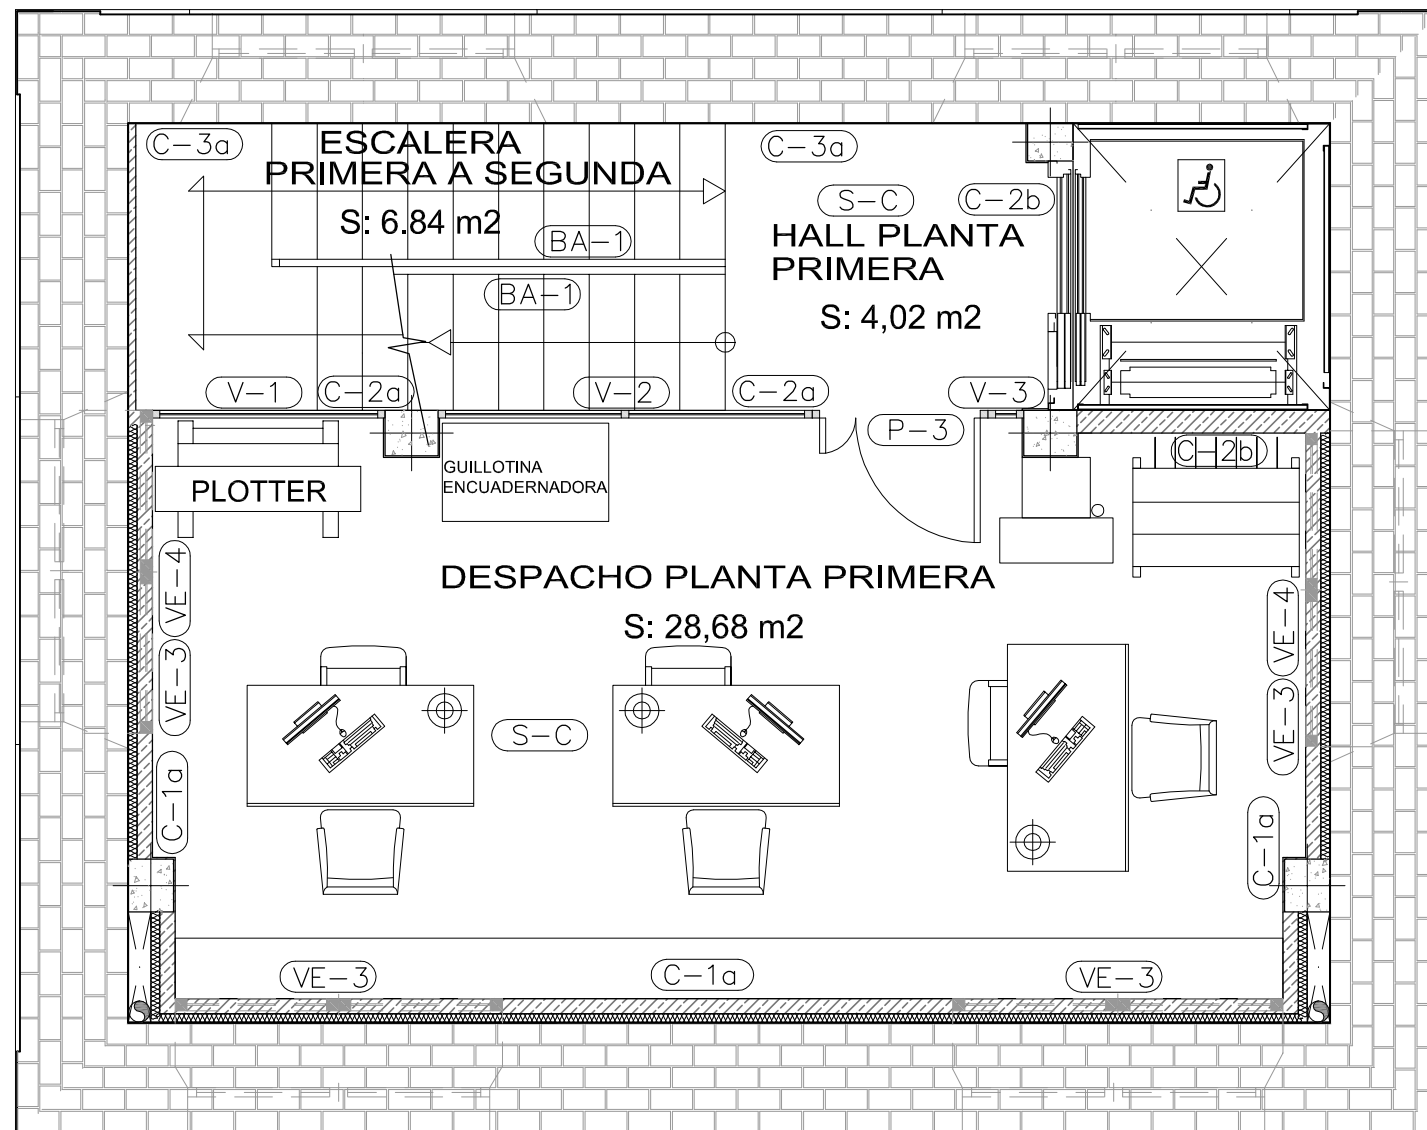 ESCALERA
PRIMERA A SEGUNDA
S: 6.84 m2
C-3a
C-3a
S-C
C-2b
HALL PLANTA
PRIMERA
S: 4,02 m2
BA-1
BA-1
V-1
C-2a
V-2
C-2a
V-3
P-3
C-2b
GUILLOTINA
ENCUADERNADORA
PLOTTER
DESPACHO PLANTA PRIMERA
S: 28,68 m2
VE-4
VE-3
C-1a
S-C
VE-4
VE-3
C-1a
VE-3
C-1a
VE-3